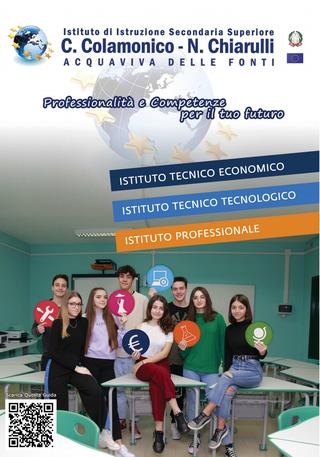 Istituto di Istruzione Secondaria Superiore
C. Colamonico - N. Chiarulli
ACQUAVIVA DELLE FONTI
Professionalità e Competenze
per il tuo futuro
ISTITUTO TECNICO ECONOMICO
ISTITUTO TECNICO TECNOLOGICO
ISTITUTO PROFESSIONALE
€
Scarica Questa Guida